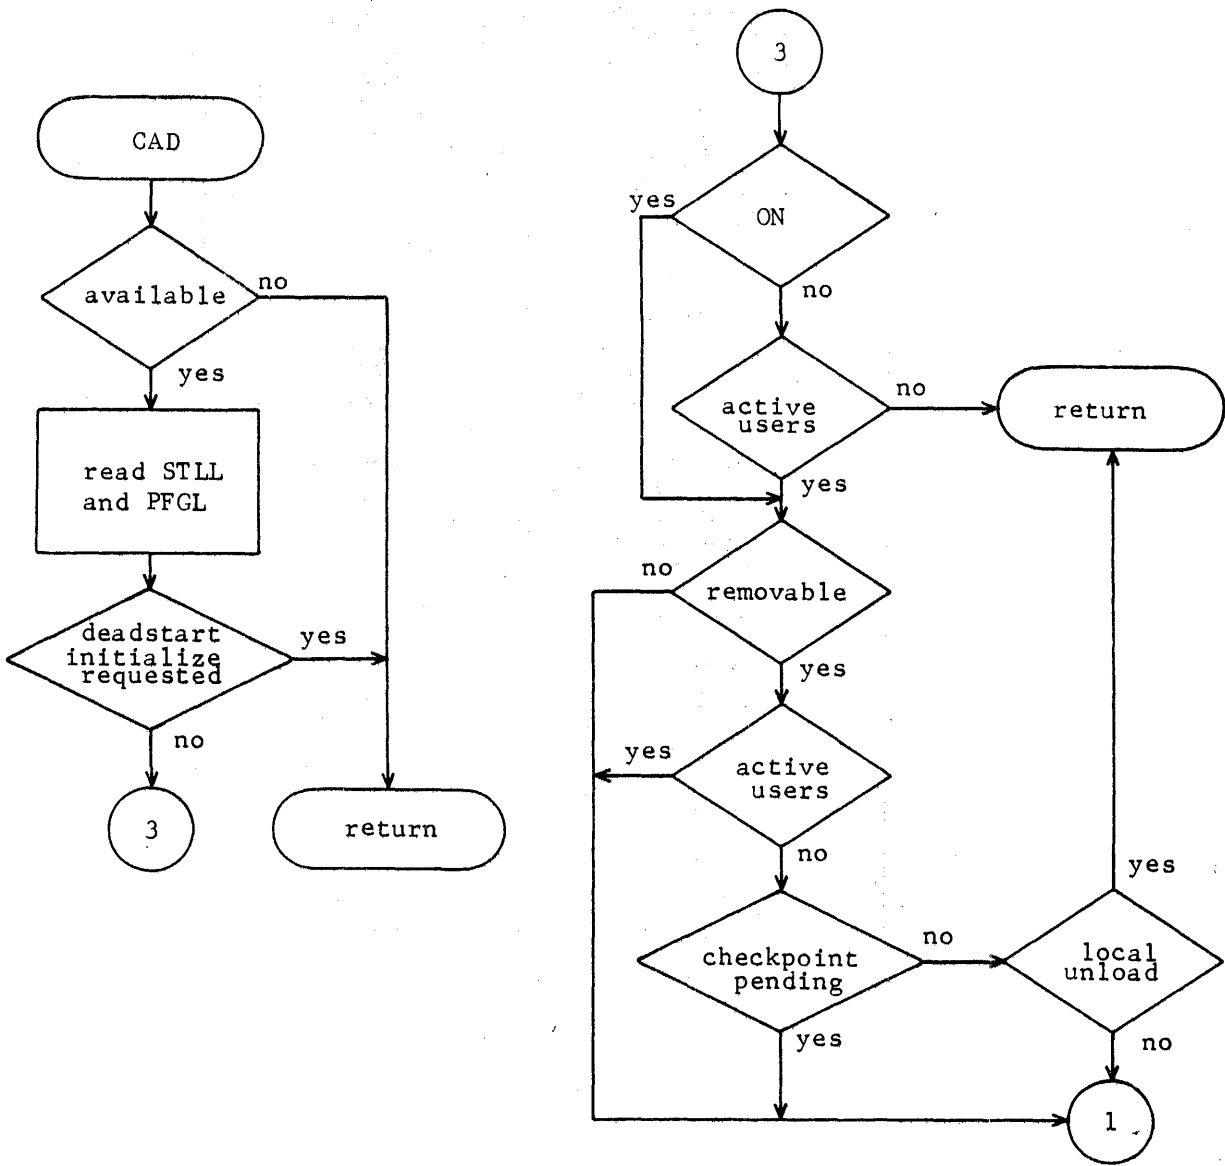 CAD
available
no
yes
read STLL
and PFGL
deadstart
initialize
requested
yes
no
3
return
3
yes
ON
no
active
users
no
return
yes
no
removable
yes
yes
active
users
no
checkpoint
pending
no
yes
local
unload
yes
no
1